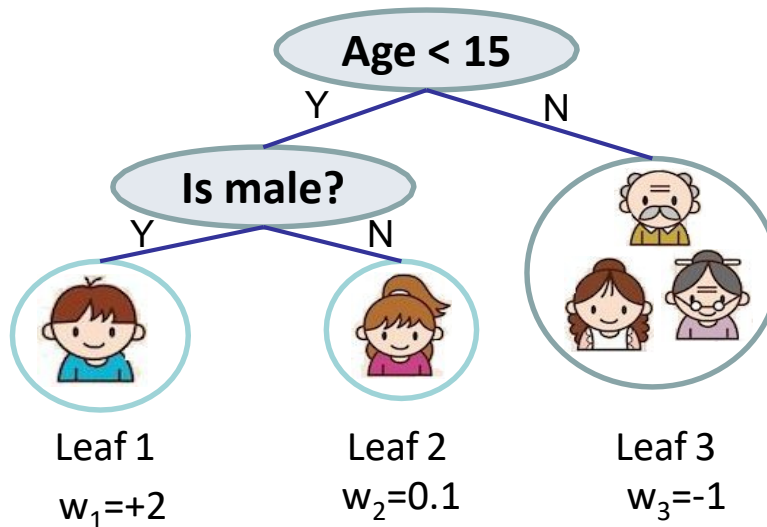 Age < 15
Y
N
Is male?
Y
N
Leaf 1
Leaf 2
Leaf 3
w₁=+2
w₂=0.1
w₃=-1